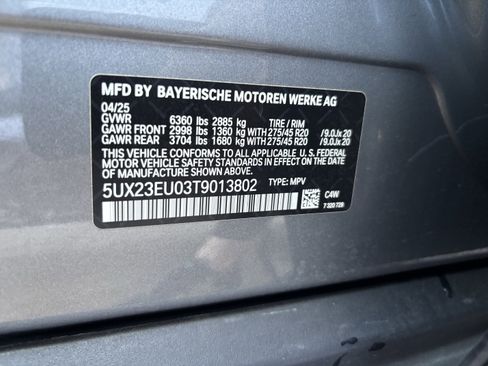 MFD BY BAYERISCHE MOTOREN WERKE AG
04/25
GVWR 6360 lbs 2885 kg TIRE / RIM
GAWR FRONT 2998 lbs 1360 kg WITH 275/45 R20 /9.0Jx20
GAWR REAR 3704 lbs 1680 kg WITH 275/45 R20 /9.0Jx20
THIS VEHICLE CONFORMS TO ALL APPLICABLE U. S. FEDERAL
MOTOR VEHICLE SAFETY STANDARDS IN EFFECT ON THE
DATE OF MANUFACTURE SHOWN ABOVE.
5UX23EU03T9013802 TYPE: MPV
C4W
7 320 728